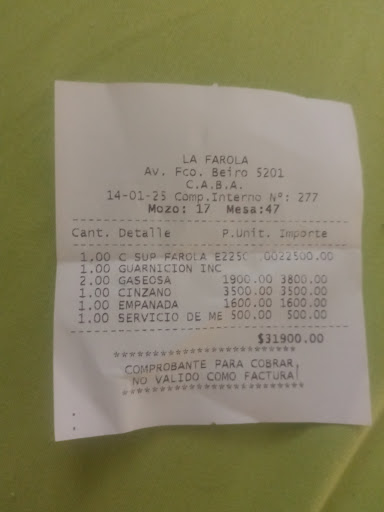 LA FAROLA
Av. Fco. Beiro 5201
C.A.B.A.
14-01-25 Comp.Interno Nº: 277
Mozo: 17 Mesa:47
Cant. Detalle P.Unit. Importe
1.00 C SUP FAROLA E2250 0022500.00
1.00 GUARNICION INC
2.00 GASEOSA 1900.00 3800.00
1.00 CINZANO 3500.00 3500.00
1.00 EMPANADA 1600.00 1600.00
1.00 SERVICIO DE ME 500.00 500.00
$31900.00
************************
COMPROBANTE PARA COBRAR,
NO VALIDO COMO FACTURA!
************************